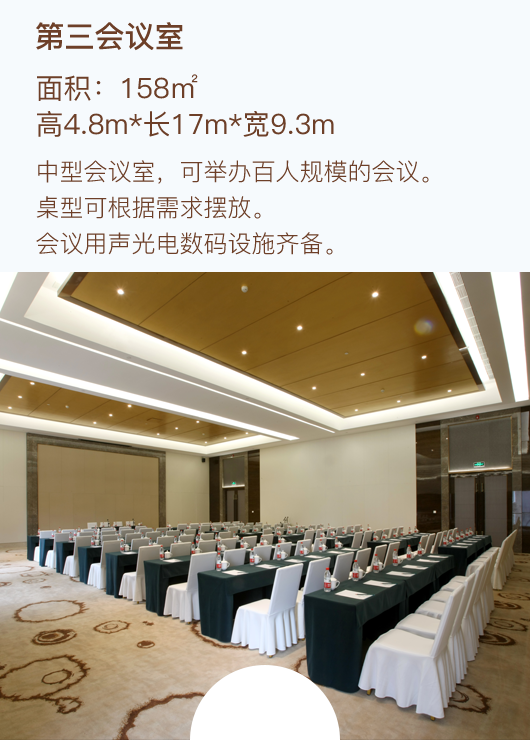 第三会议室
面积：158㎡
高4.8m*长17m*宽9.3m
中型会议室，可举办百人规模的会议。
桌型可根据需求摆放。
会议用声光电数码设施齐备。